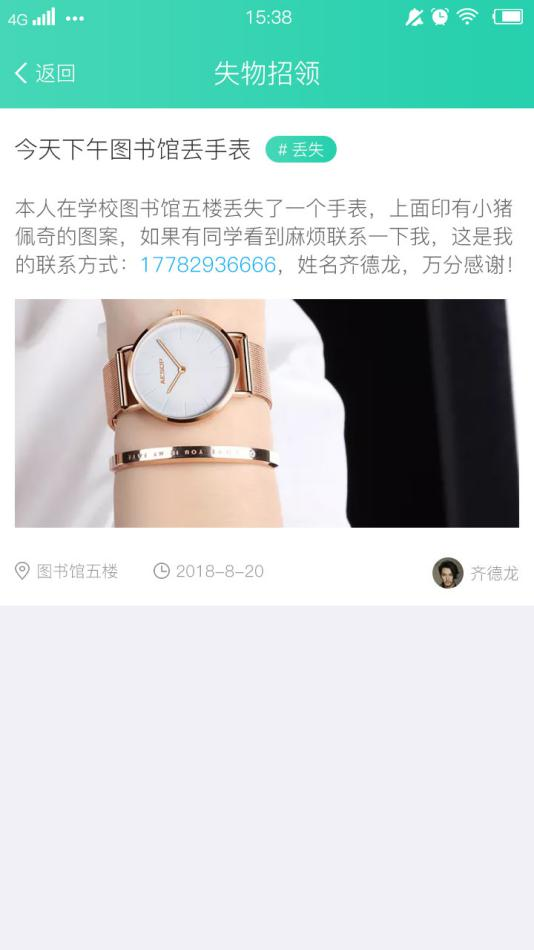 4G 15:38
返回 失物招领
今天下午图书馆丢手表 # 丢失
本人在学校图书馆五楼丢失了一个手表，上面印有小猪
佩奇的图案，如果有同学看到麻烦联系一下我，这是我
的联系方式：17782936666，姓名齐德龙，万分感谢！
AESOP
图书馆五楼 2018-8-20 齐德龙